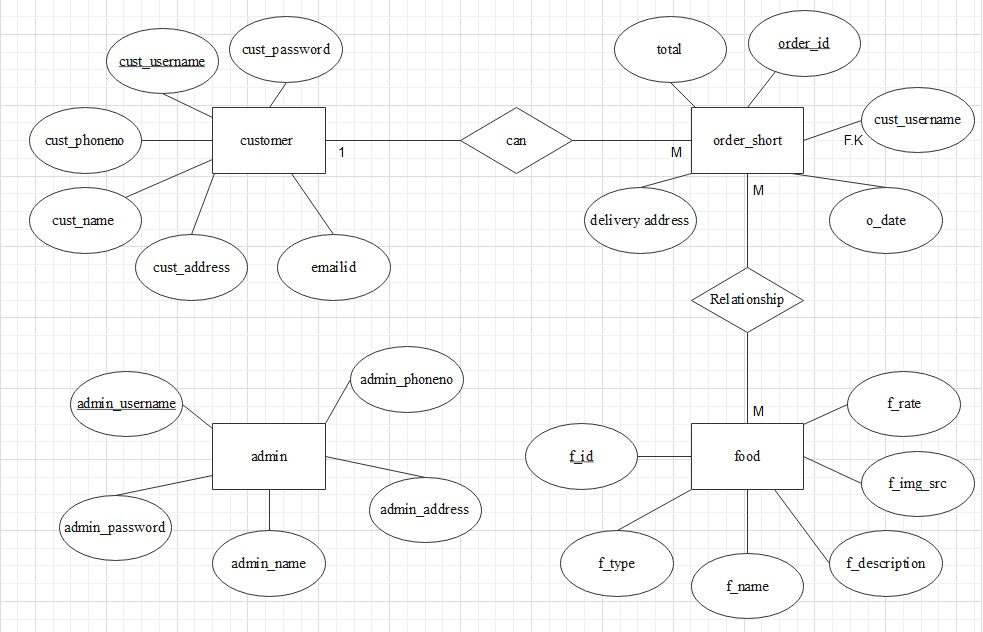 cust_username
cust_password
total
order_id
cust_phoneno
customer
1
can
M
order_short
F.K
cust_username
cust_name
cust_address
emailid
delivery address
M
o_date
Relationship
admin_username
admin_phoneno
M
f_rate
admin
f_id
food
f_img_src
admin_password
admin_name
admin_address
f_type
f_name
f_description